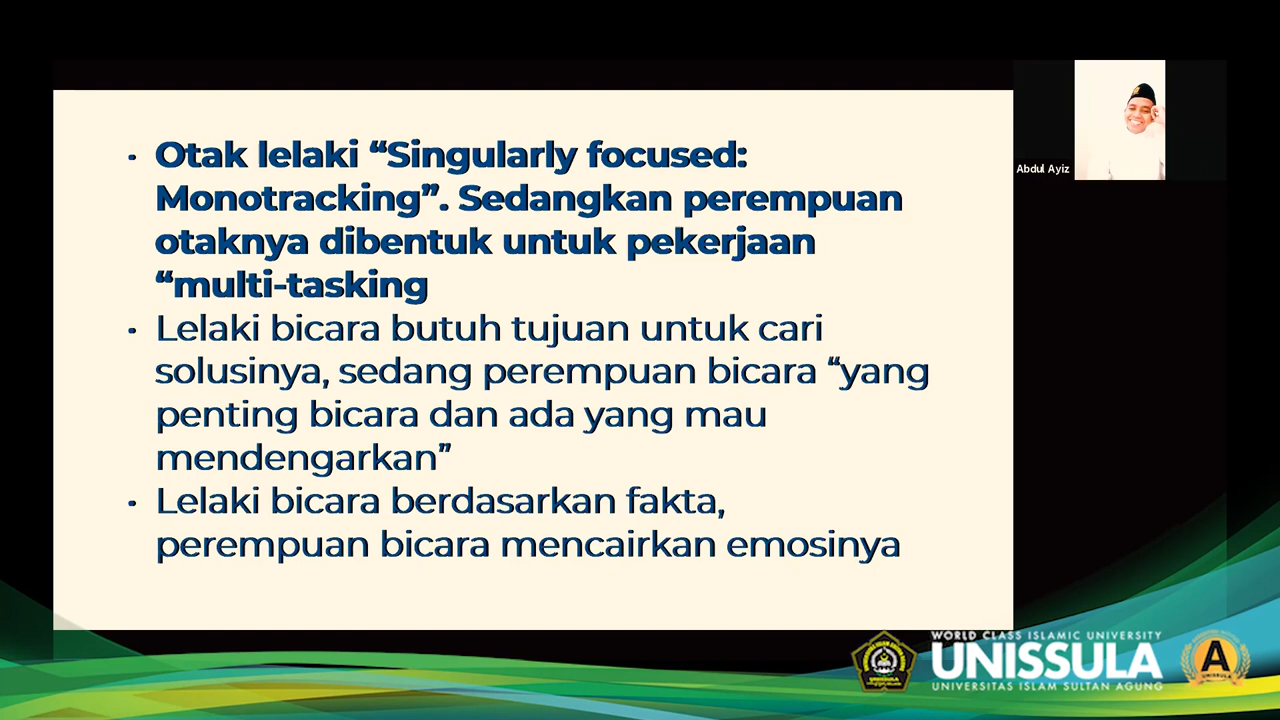 • Otak lelaki “Singularly focused:
Monotracking”. Sedangkan perempuan
otaknya dibentuk untuk pekerjaan
“multi-tasking
• Lelaki bicara butuh tujuan untuk cari
solusinya, sedang perempuan bicara “yang
penting bicara dan ada yang mau
mendengarkan”
• Lelaki bicara berdasarkan fakta,
perempuan bicara mencairkan emosinya
Abdul Ayiz
WORLD CLASS ISLAMIC UNIVERSITY
UNISSULA
UNIVERSITAS ISLAM SULTAN AGUNG
A
UNISSULA